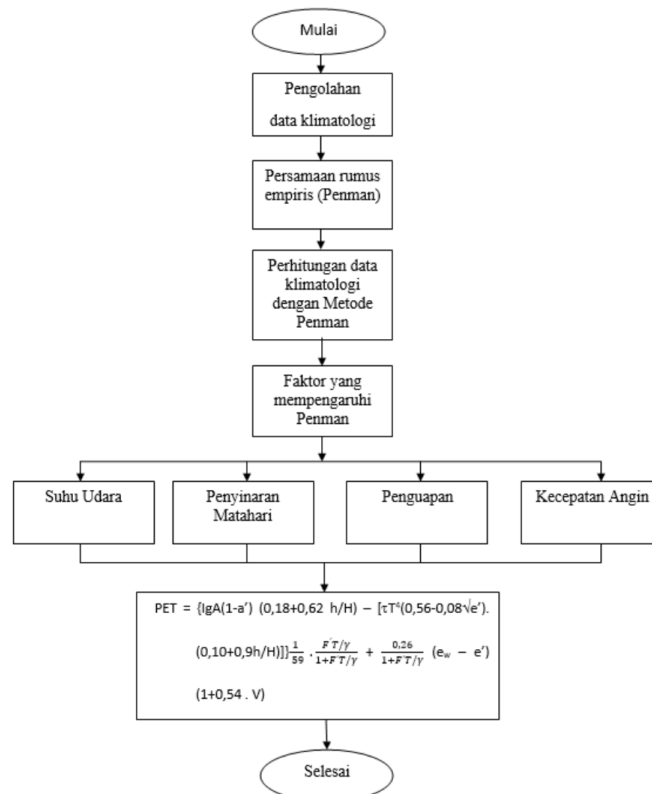 Mulai
Pengolahan
data klimatologi
Persamaan rumus
empiris (Penman)
Perhitungan data
klimatologi
dengan Metode
Penman
Faktor yang
mempengaruhi
Penman
Suhu Udara
Penyinaran
Matahari
Penguapan
Kecepatan Angin
PET = {IgA(1-a′) (0,18+0,62 h/H) – [τT⁴(0,56-0,08√e′).
(0,10+0,9h/H)]} 1/59 . F′T/γ / 1+F′T/γ + 0,26 / 1+F′T/γ (ew − e′)
(1+0,54 . V)
Selesai